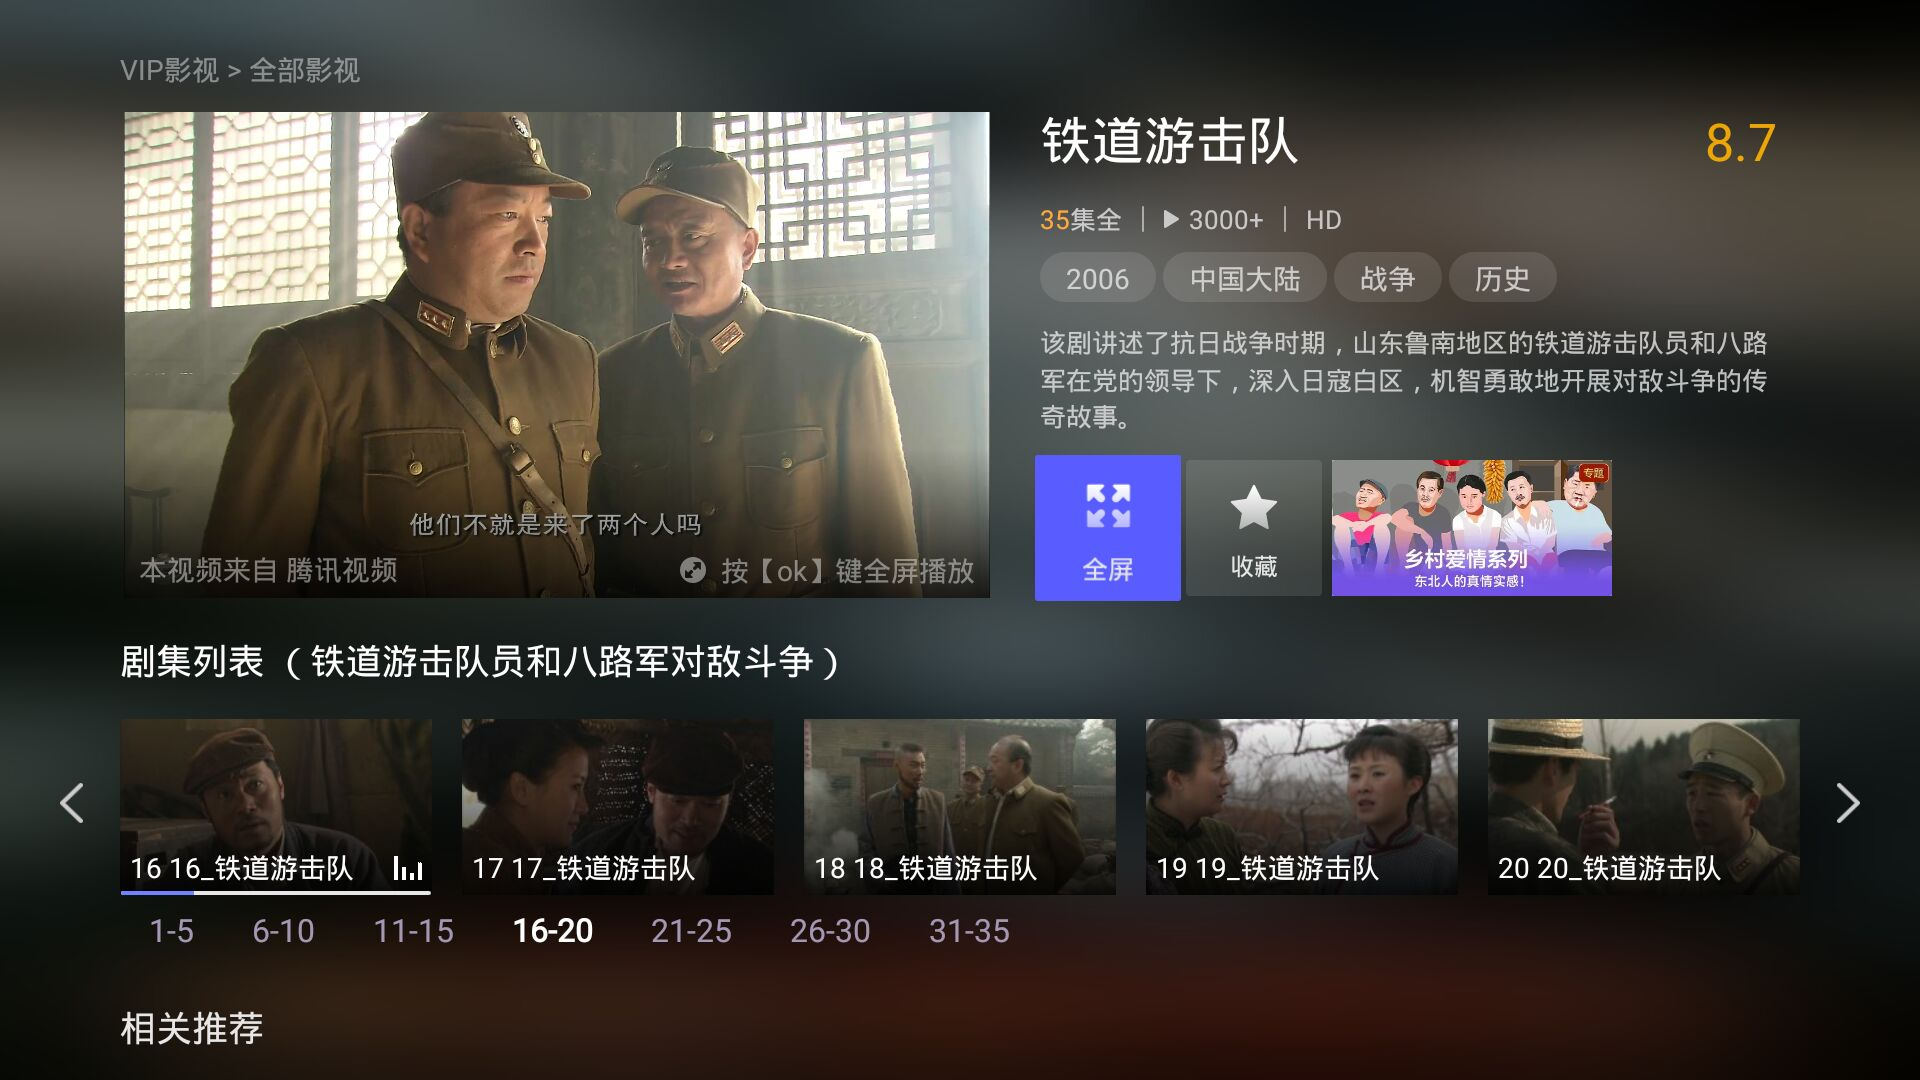 VIP影视 > 全部影视
铁道游击队
8.7
35集全 | 3000+ | HD
2006 中国大陆 战争 历史
该剧讲述了抗日战争时期，山东鲁南地区的铁道游击队员和八路
军在党的领导下，深入日寇白区，机智勇敢地开展对敌斗争的传
奇故事。
他们不就是来了两个人吗
本视频来自 腾讯视频
按【ok】键全屏播放
全屏
收藏
专题
乡村爱情系列
东北人的真情实感!
剧集列表（铁道游击队员和八路军对敌斗争）
16 16_铁道游击队
17 17_铁道游击队
18 18_铁道游击队
19 19_铁道游击队
20 20_铁道游击队
1-5 6-10 11-15 16-20 21-25 26-30 31-35
相关推荐